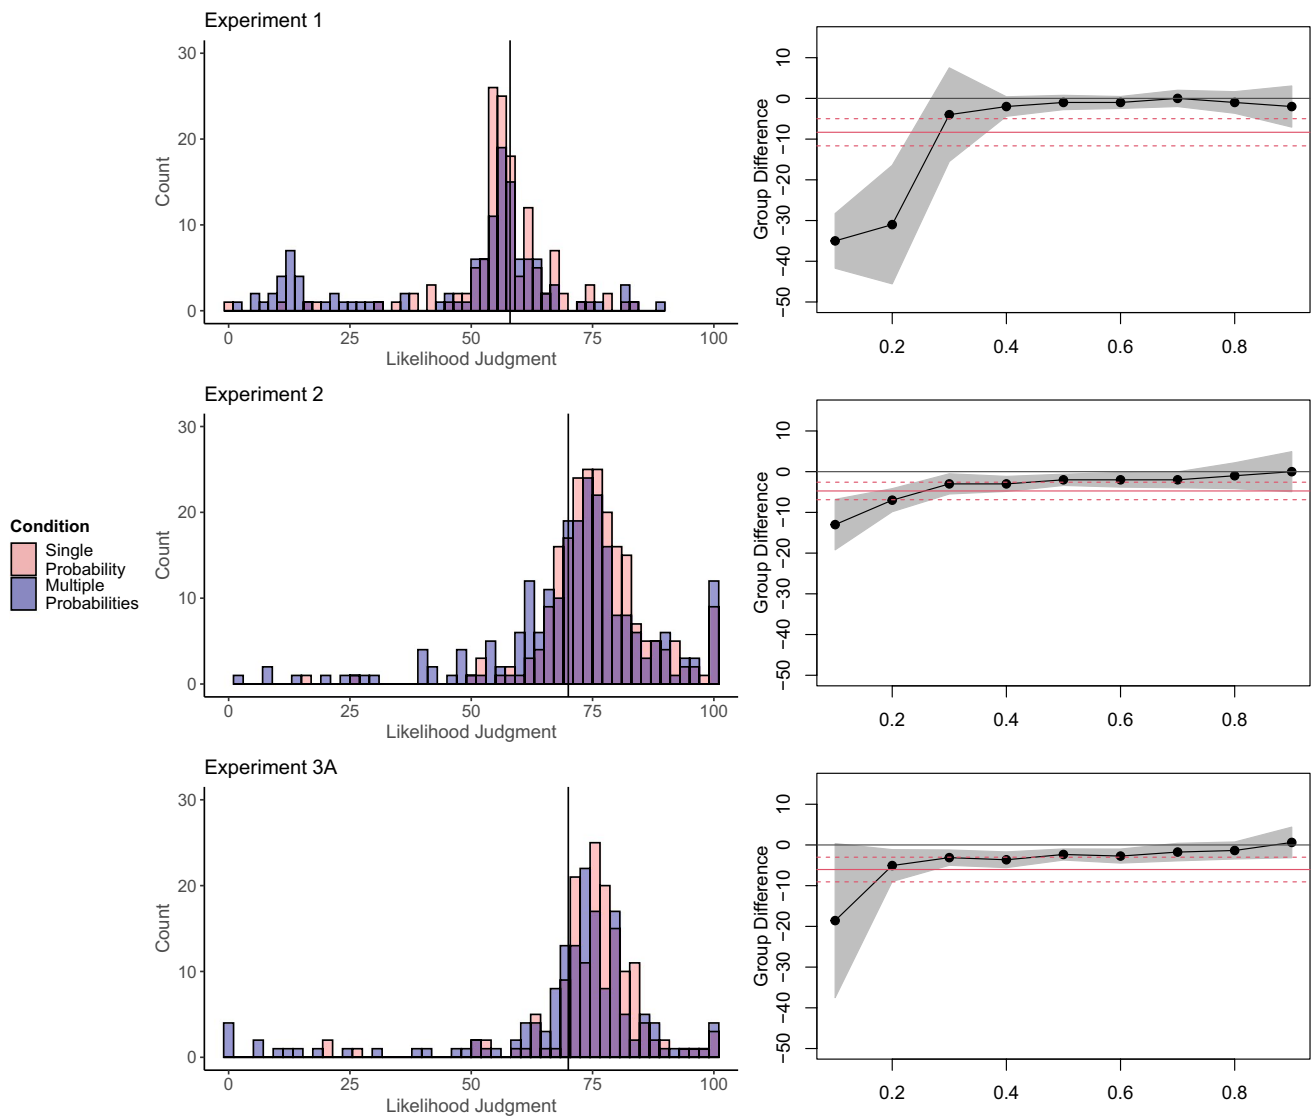 Experiment 1
30
20
10
0
Count
0 25 50 75 100
Likelihood Judgment
10
0
−10
−20
−30
−40
−50
Group Difference
0.2 0.4 0.6 0.8
Experiment 2
30
20
10
0
Count
0 25 50 75 100
Likelihood Judgment
10
0
−10
−20
−30
−40
−50
Group Difference
0.2 0.4 0.6 0.8
Condition
Single
Probability
Multiple
Probabilities
Experiment 3A
30
20
10
0
Count
0 25 50 75 100
Likelihood Judgment
10
0
−10
−20
−30
−40
−50
Group Difference
0.2 0.4 0.6 0.8